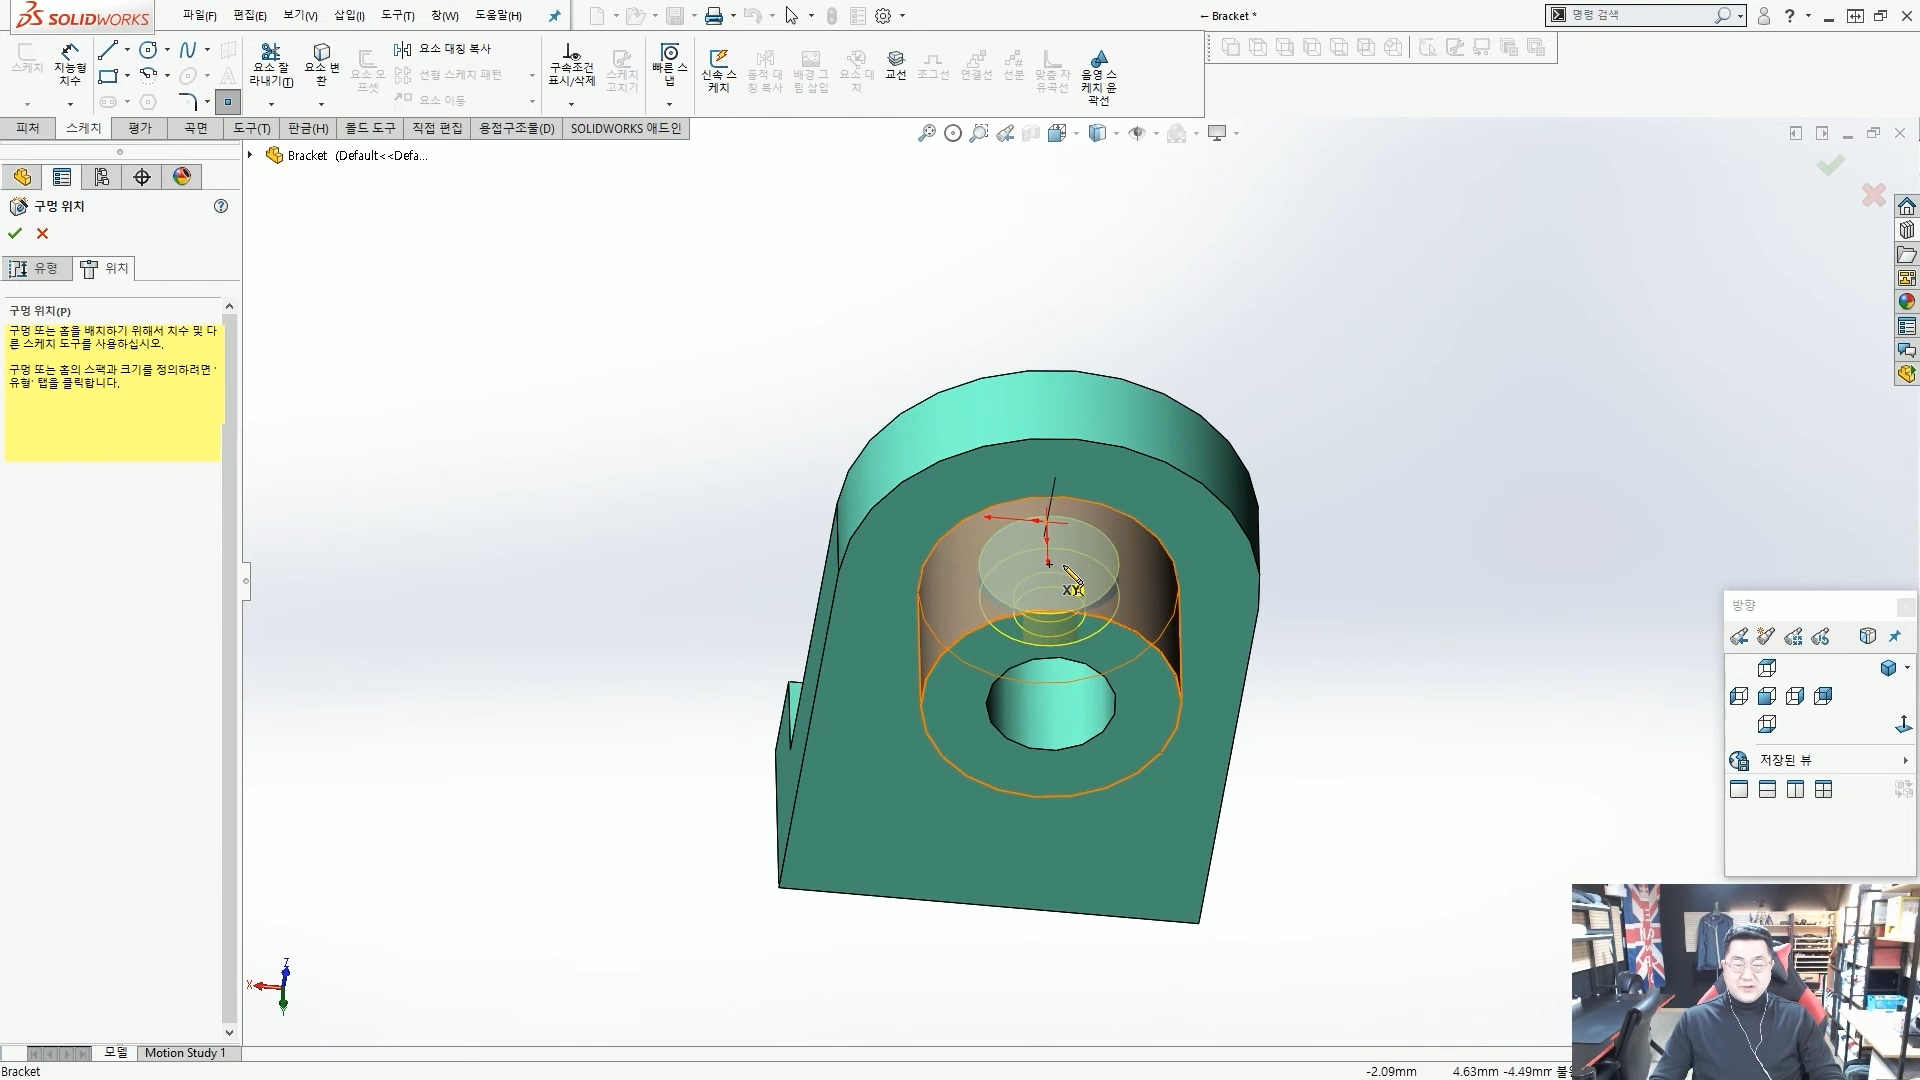 SOLIDWORKS
파일(F)
편집(E)
보기(V)
삽입(I)
도구(T)
창(W)
도움말(H)
← Bracket *
명령 검색
스케치
지능형
치수
요소 잘
라내기(T)
요소 변
환
요소 오
프셋
요소 대칭 복사
선형 스케치 패턴
요소 이동
구속조건
표시/삭제
스케치
고치기
빠른 스
냅
신속 스
케치
동적 대
칭 복사
배경 그
림 삽입
요소 대
치
교선
조그선
연결선
선분
맞춤 자
유곡선
음영 스
케치 윤
곽선
피처
스케치
평가
곡면
도구(T)
판금(H)
몰드 도구
직접 편집
용접구조물(D)
SOLIDWORKS 애드인
Bracket (Default<<Defa...
구멍 위치
유형
위치
구멍 위치(P)
구멍 또는 홈을 배치하기 위해서 치수 및 다
른 스케치 도구를 사용하십시오.
구멍 또는 홈의 스팩과 크기를 정의하려면 '
유형' 탭을 클릭합니다.
방향
저장된 뷰
Z
X
Y
모델
Motion Study 1
Bracket
-2.09mm
4.63mm
-4.49mm